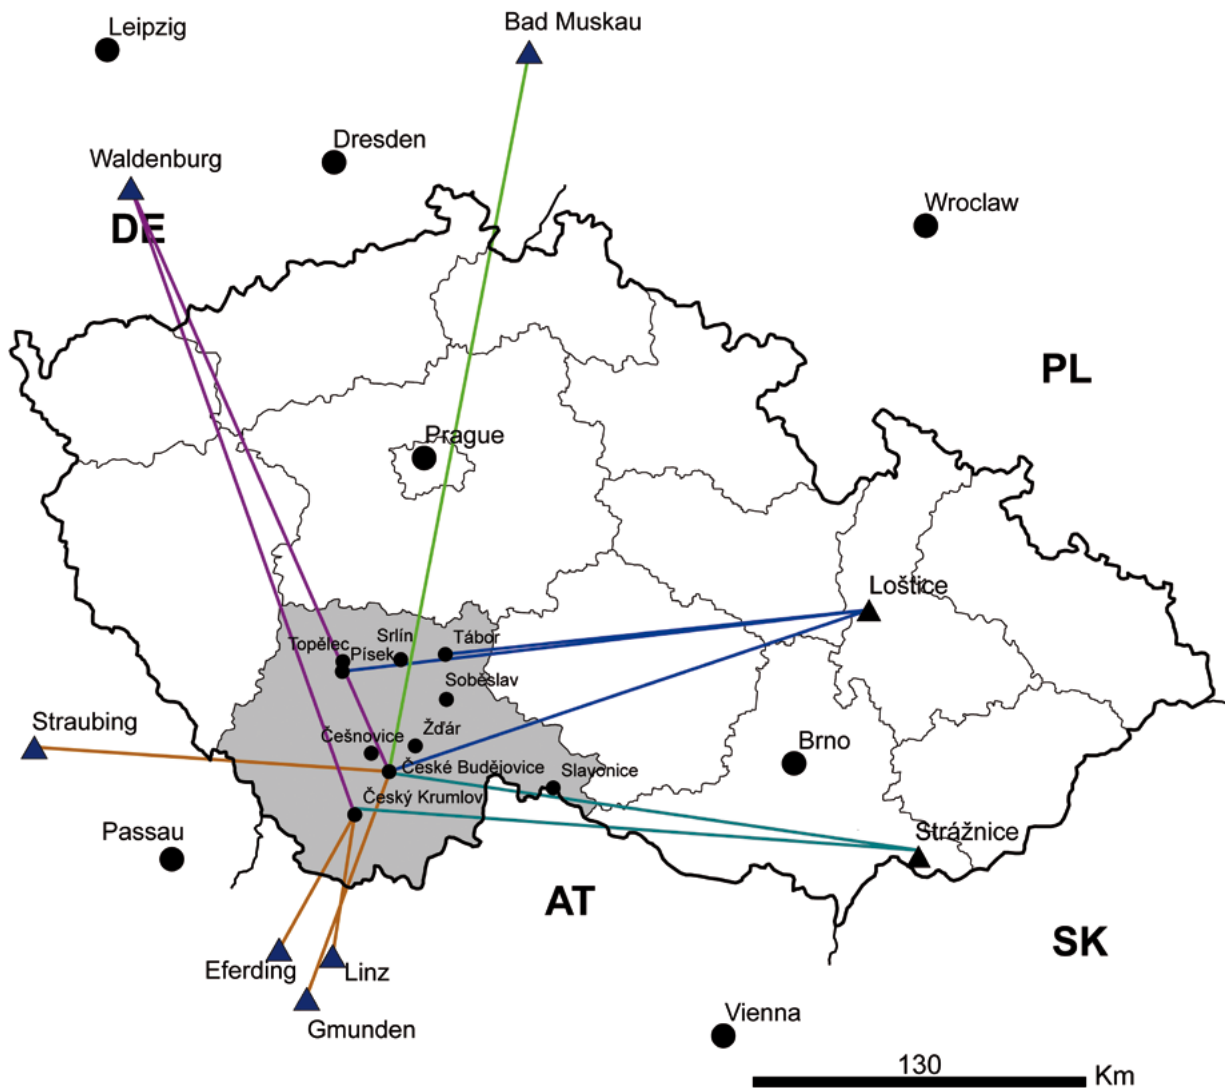 Leipzig
Bad Muskau
Dresden
Waldenburg
DE
Wroclaw
PL
Prague
Loštice
Topělec
Srlín
Tábor
Písek
Soběslav
Straubing
Češnovice
Žďár
Brno
České Budějovice
Slavonice
Český Krumlov
Passau
Strážnice
AT
SK
Eferding
Linz
Gmunden
Vienna
130
Km